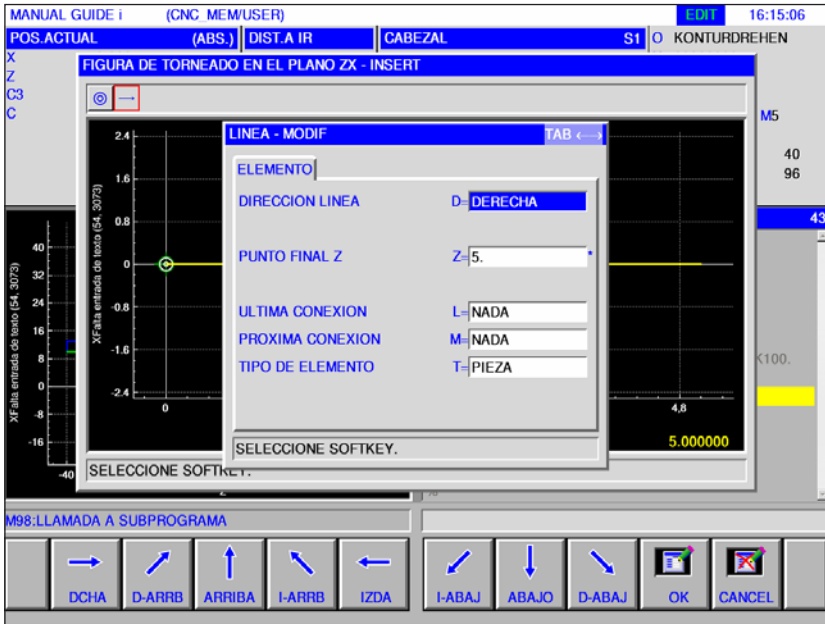 MANUAL GUIDE i (CNC_MEM/USER) EDIT 16:15:06
POS.ACTUAL (ABS.) DIST.A IR CABEZAL S1 O KONTURDREHEN
X
Z
C3
C
M5
40
96
43
FIGURA DE TORNEADO EN EL PLANO ZX - INSERT
LINEA - MODIF TAB
ELEMENTO
DIRECCION LINEA D= DERECHA
PUNTO FINAL Z Z= 5. *
ULTIMA CONEXION L= NADA
PROXIMA CONEXION M= NADA
TIPO DE ELEMENTO T= PIEZA
SELECCIONE SOFTKEY.
XFalta entrada de texto (54, 3073)
2.4
1.6
0.8
0
-0.8
-1.6
-2.4
0
4,8
5.000000
SELECCIONE SOFTKEY.
XFalta entrada de texto (54, 3073)
40
32
24
16
8
0
-8
-16
-40
K100.
%
M98:LLAMADA A SUBPROGRAMA
DCHA D-ARRB ARRIBA I-ARRB IZDA I-ABAJ ABAJO D-ABAJ OK CANCEL